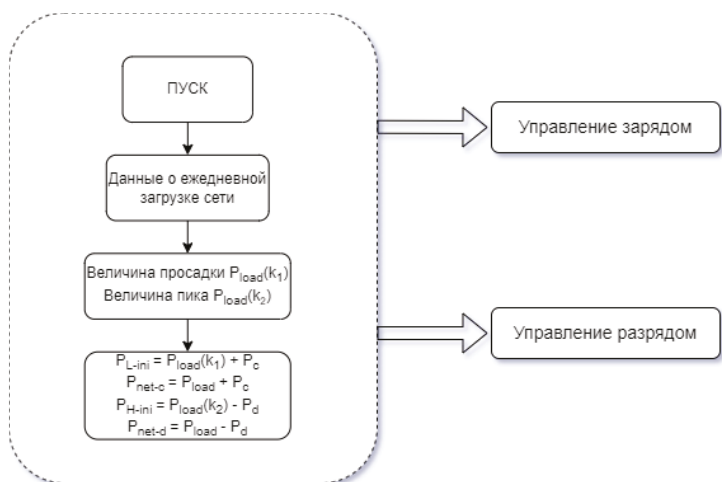 ПУСК
Данные о ежедневной
загрузке сети
Величина просадки P_load(k_1)
Величина пика P_load(k_2)
P_L-ini = P_load(k_1) + P_c
P_net-c = P_load + P_c
P_H-ini = P_load(k_2) - P_d
P_net-d = P_load - P_d
Управление зарядом
Управление разрядом